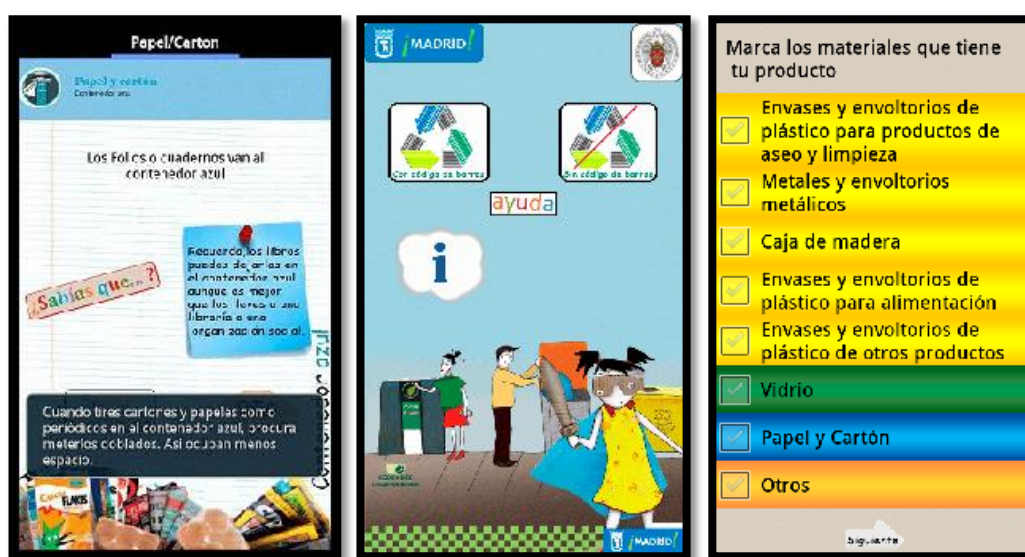 Papel/Carton
Papel y cartón
Contenedor azul
Los Folios o cuadernos van al
contenedor azul
¿Sabías que... ?
Recuerda, los libros
puedes dejarlos en
el contenedor azul
aunque es mejor
que los lleves a una
librería o una
organización social.
Contenedor azul
Cuando tires cartones y papeles como
periódicos en el contenedor azul, procura
meterlos doblados. Así ocupan menos
espacio.
FLAKES
¡MADRID!
Con código de barras
Sin código de barras
ayuda
i
¡MADRID!
Marca los materiales que tiene
tu producto
Envases y envoltorios de
plástico para productos de
aseo y limpieza
Metales y envoltorios
metálicos
Caja de madera
Envases y envoltorios de
plástico para alimentación
Envases y envoltorios de
plástico de otros productos
Vidrio
Papel y Cartón
Otros
Siguiente